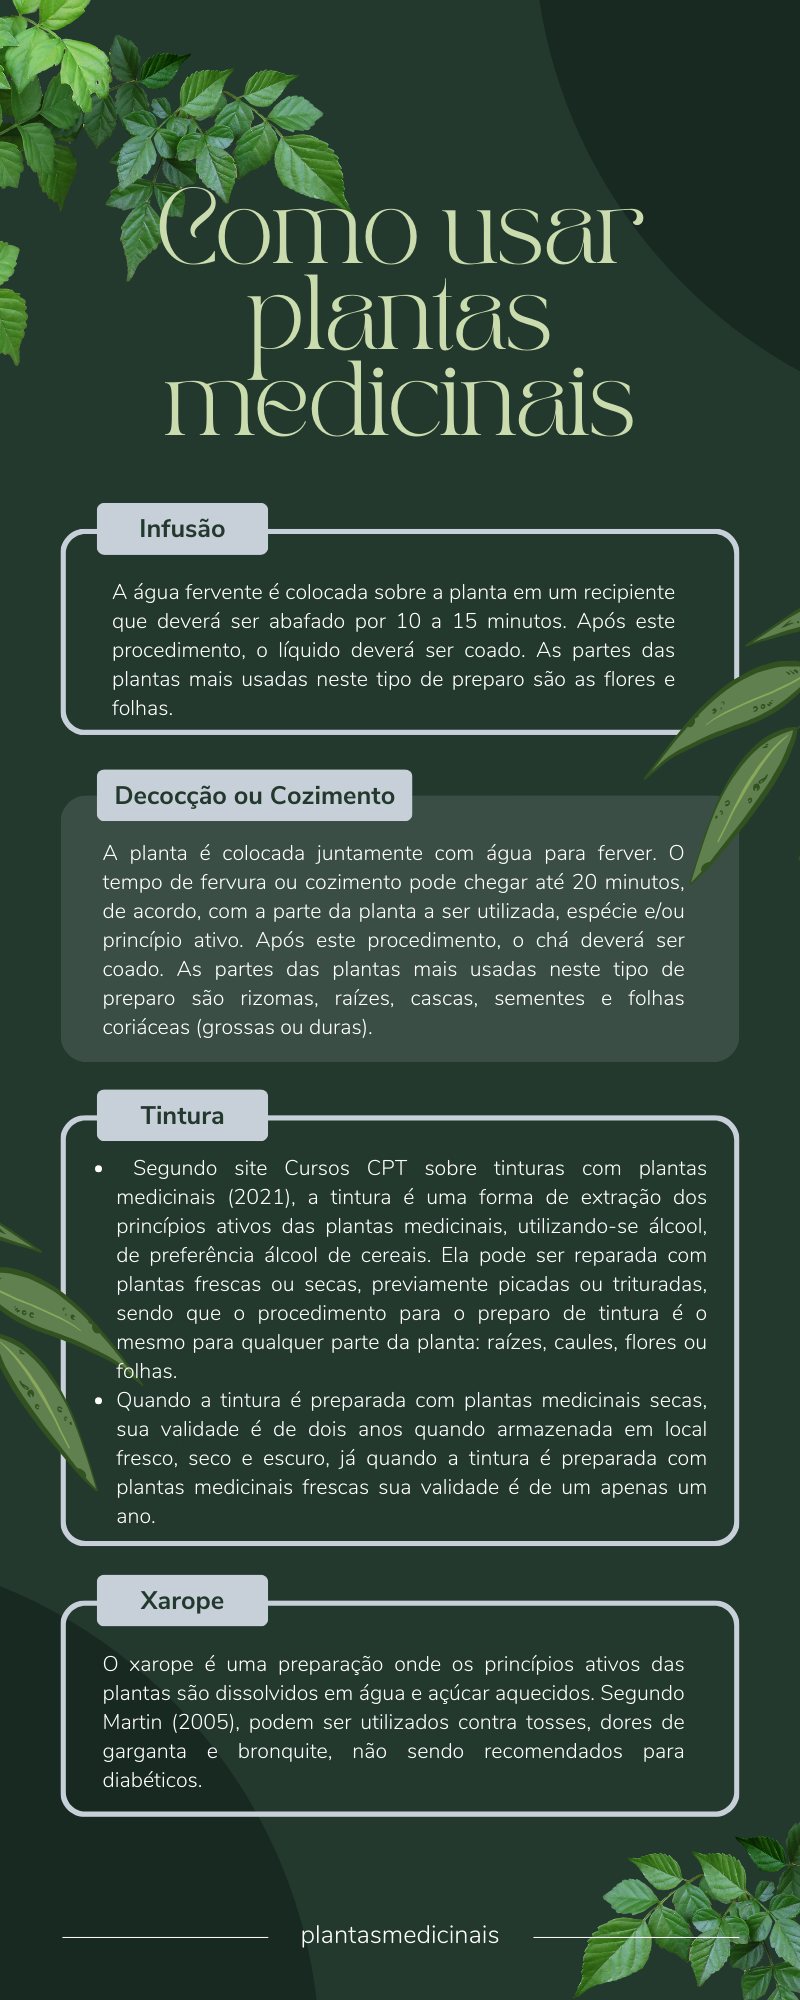 Como usar
plantas
medicinais
Infusão
A água fervente é colocada sobre a planta em um recipiente
que deverá ser abafado por 10 a 15 minutos. Após este
procedimento, o líquido deverá ser coado. As partes das
plantas mais usadas neste tipo de preparo são as flores e
folhas.
Decocção ou Cozimento
A planta é colocada juntamente com água para ferver. O
tempo de fervura ou cozimento pode chegar até 20 minutos,
de acordo, com a parte da planta a ser utilizada, espécie e/ou
princípio ativo. Após este procedimento, o chá deverá ser
coado. As partes das plantas mais usadas neste tipo de
preparo são rizomas, raízes, cascas, sementes e folhas
coriáceas (grossas ou duras).
Tintura
• Segundo site Cursos CPT sobre tinturas com plantas
medicinais (2021), a tintura é uma forma de extração dos
princípios ativos das plantas medicinais, utilizando-se álcool,
de preferência álcool de cereais. Ela pode ser reparada com
plantas frescas ou secas, previamente picadas ou trituradas,
sendo que o procedimento para o preparo de tintura é o
mesmo para qualquer parte da planta: raízes, caules, flores ou
folhas.
• Quando a tintura é preparada com plantas medicinais secas,
sua validade é de dois anos quando armazenada em local
fresco, seco e escuro, já quando a tintura é preparada com
plantas medicinais frescas sua validade é de um apenas um
ano.
Xarope
O xarope é uma preparação onde os princípios ativos das
plantas são dissolvidos em água e açúcar aquecidos. Segundo
Martin (2005), podem ser utilizados contra tosses, dores de
garganta e bronquite, não sendo recomendados para
diabéticos.
plantasmedicinais